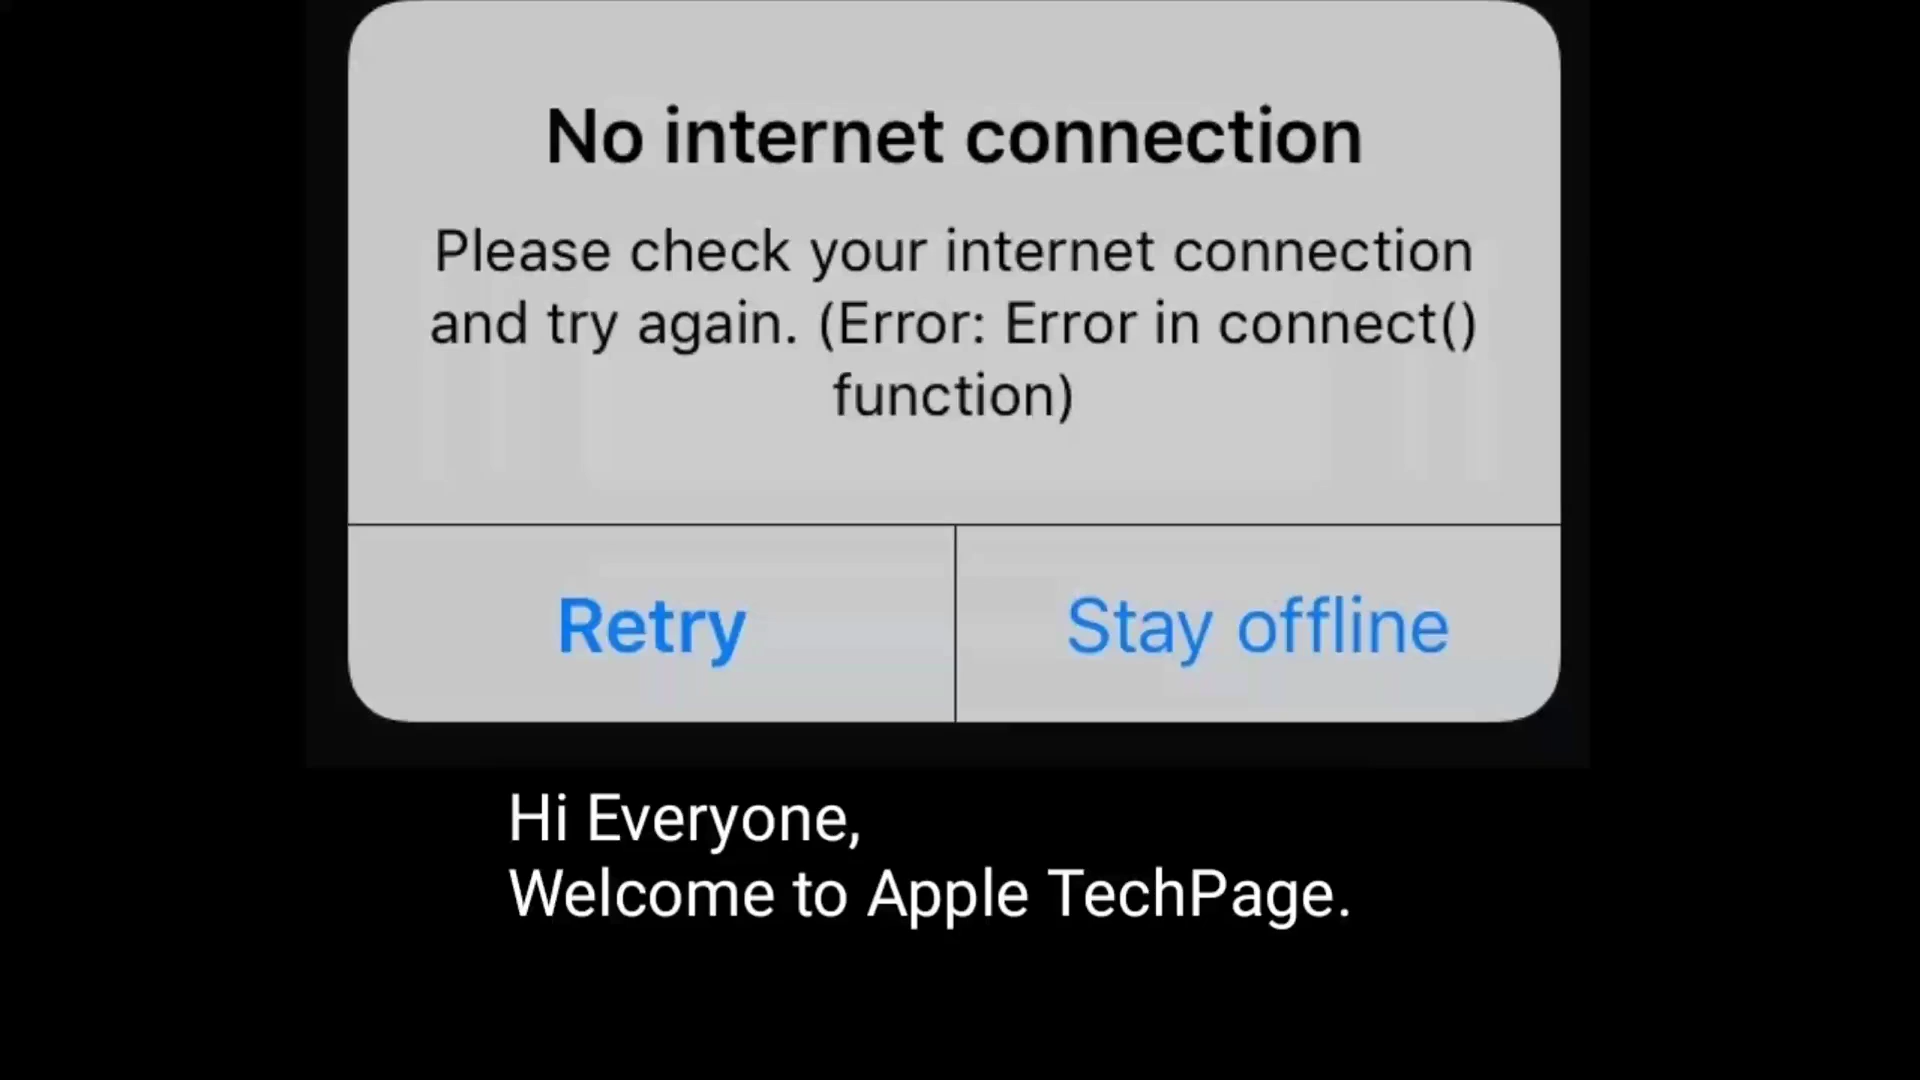 No internet connection
Please check your internet connection
and try again. (Error: Error in connect()
function)
Retry
Stay offline
Hi Everyone,
Welcome to Apple TechPage.